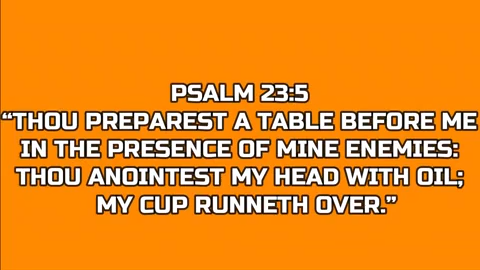 PSALM 23:5
“THOU PREPAREST A TABLE BEFORE ME
IN THE PRESENCE OF MINE ENEMIES:
THOU ANOINTEST MY HEAD WITH OIL;
MY CUP RUNNETH OVER.”